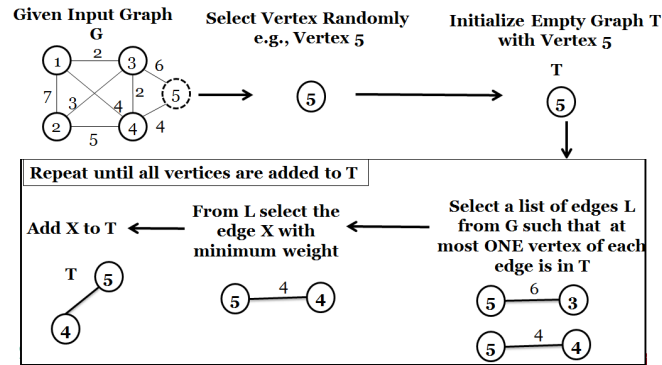 Given Input Graph
G
Select Vertex Randomly
e.g., Vertex 5
Initialize Empty Graph T
with Vertex 5
T
1
2
3
6
5
7
3
4
2
2
5
4
4
5
5
Repeat until all vertices are added to T
Add X to T
From L select the
edge X with
minimum weight
Select a list of edges L
from G such that at
most ONE vertex of each
edge is in T
T
5
4
5
4
4
5
6
3
5
4
4